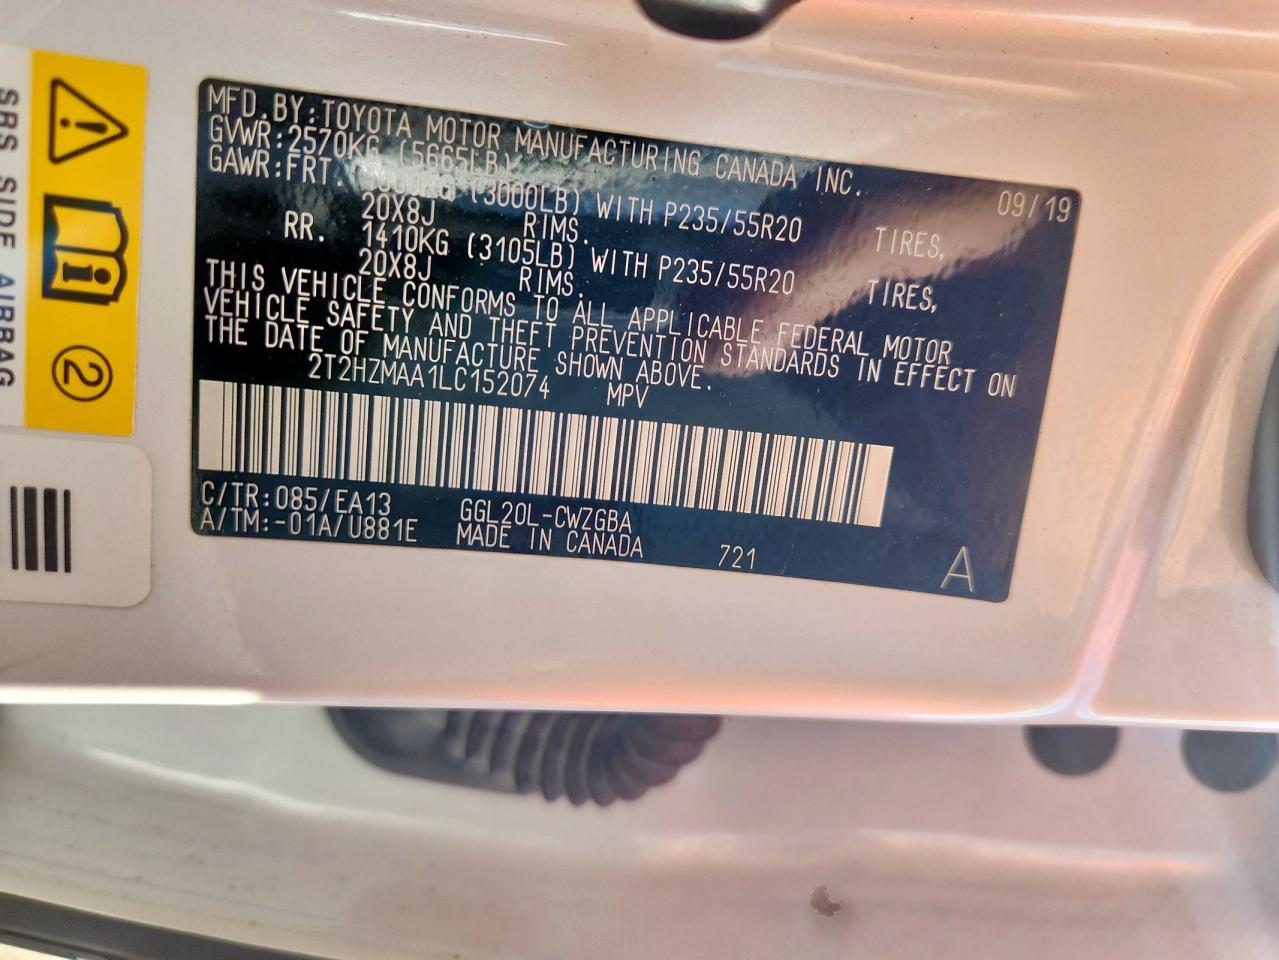 MFD.BY:TOYOTA MOTOR MANUFACTURING CANADA INC. 09/19
GVWR:2570KG (5665LB)
GAWR:FRT. (3000LB) WITH P235/55R20 TIRES,
20X8J RIMS.
RR. 1410KG (3105LB) WITH P235/55R20 TIRES,
20X8J RIMS.
THIS VEHICLE CONFORMS TO ALL APPLICABLE FEDERAL MOTOR
VEHICLE SAFETY AND THEFT PREVENTION STANDARDS IN EFFECT ON
THE DATE OF MANUFACTURE SHOWN ABOVE.
2T2HZMAA1LC152074 MPV
C/TR:085/EA13 GGL20L-CWZGBA
A/TM:-01A/U881E MADE IN CANADA 721 A
SRS SIDE AIRBAG
2